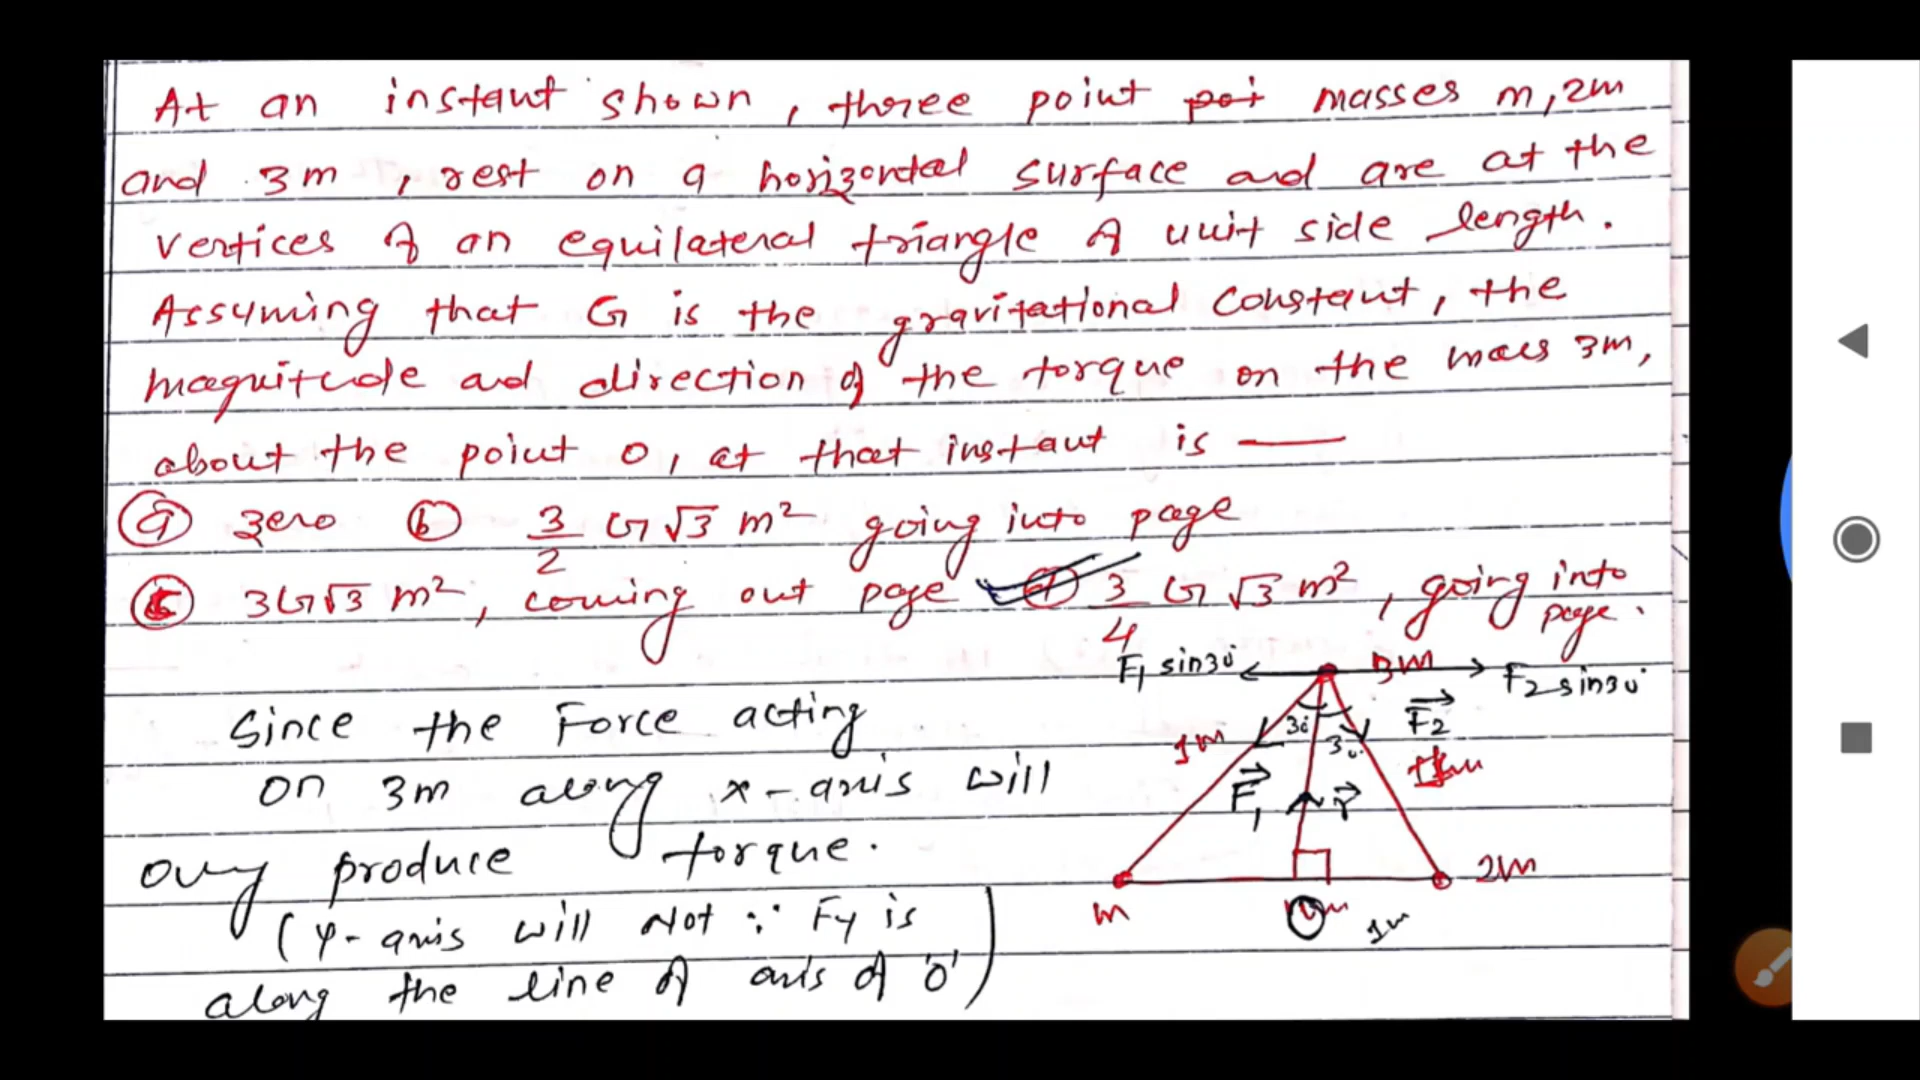 At an instant shown, three point poi masses m, 2m
and 3m, rest on a horizontal surface and are at the
vertices of an equilateral triangle of unit side length.
Assuming that G is the gravitational constant, the
magnitude and direction of the torque on the mass 3m,
about the point O, at that instant is —
(a) zero (b) 3/2 G√3 m² going into page
(c) 3G√3 m², coming out page (d) 3/4 G√3 m², going into page.
F₁ sin30° 3m F₂ sin30°
Since the Force acting
on 3m along x-axis will
only produce torque.
(y-axis will Not ∵ Fy is
along the line of axis of 'O')
1m 30 30 F₂
F₁ r
m O 1m 2m